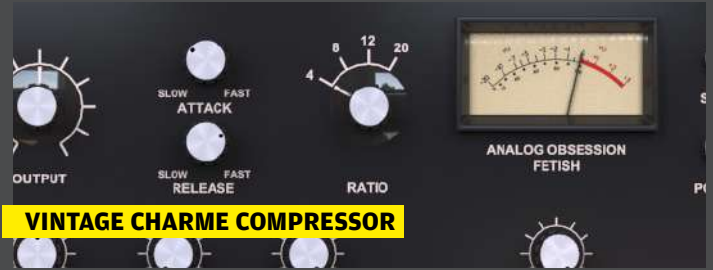 8 12 20
4
SLOW FAST
ATTACK
SLOW FAST
RELEASE
OUTPUT
RATIO
ANALOG OBSESSION
FETISH
VINTAGE CHARME COMPRESSOR